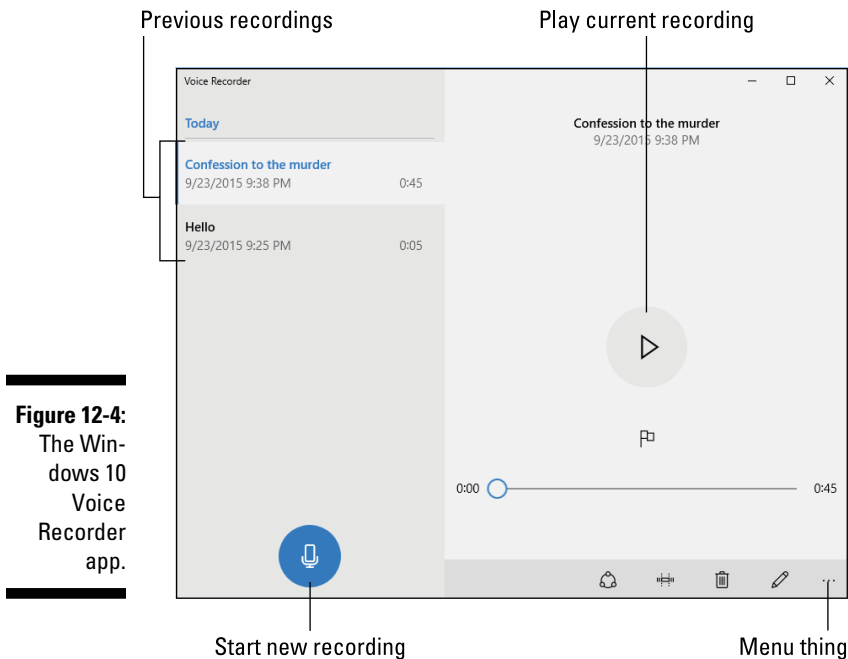 Previous recordings
Play current recording
Voice Recorder
Today
Confession to the murder
9/23/2015 9:38 PM 0:45
Hello
9/23/2015 9:25 PM 0:05
Confession to the murder
9/23/2015 9:38 PM
0:00 0:45
Figure 12-4:
The Win-
dows 10
Voice
Recorder
app.
Start new recording
Menu thing